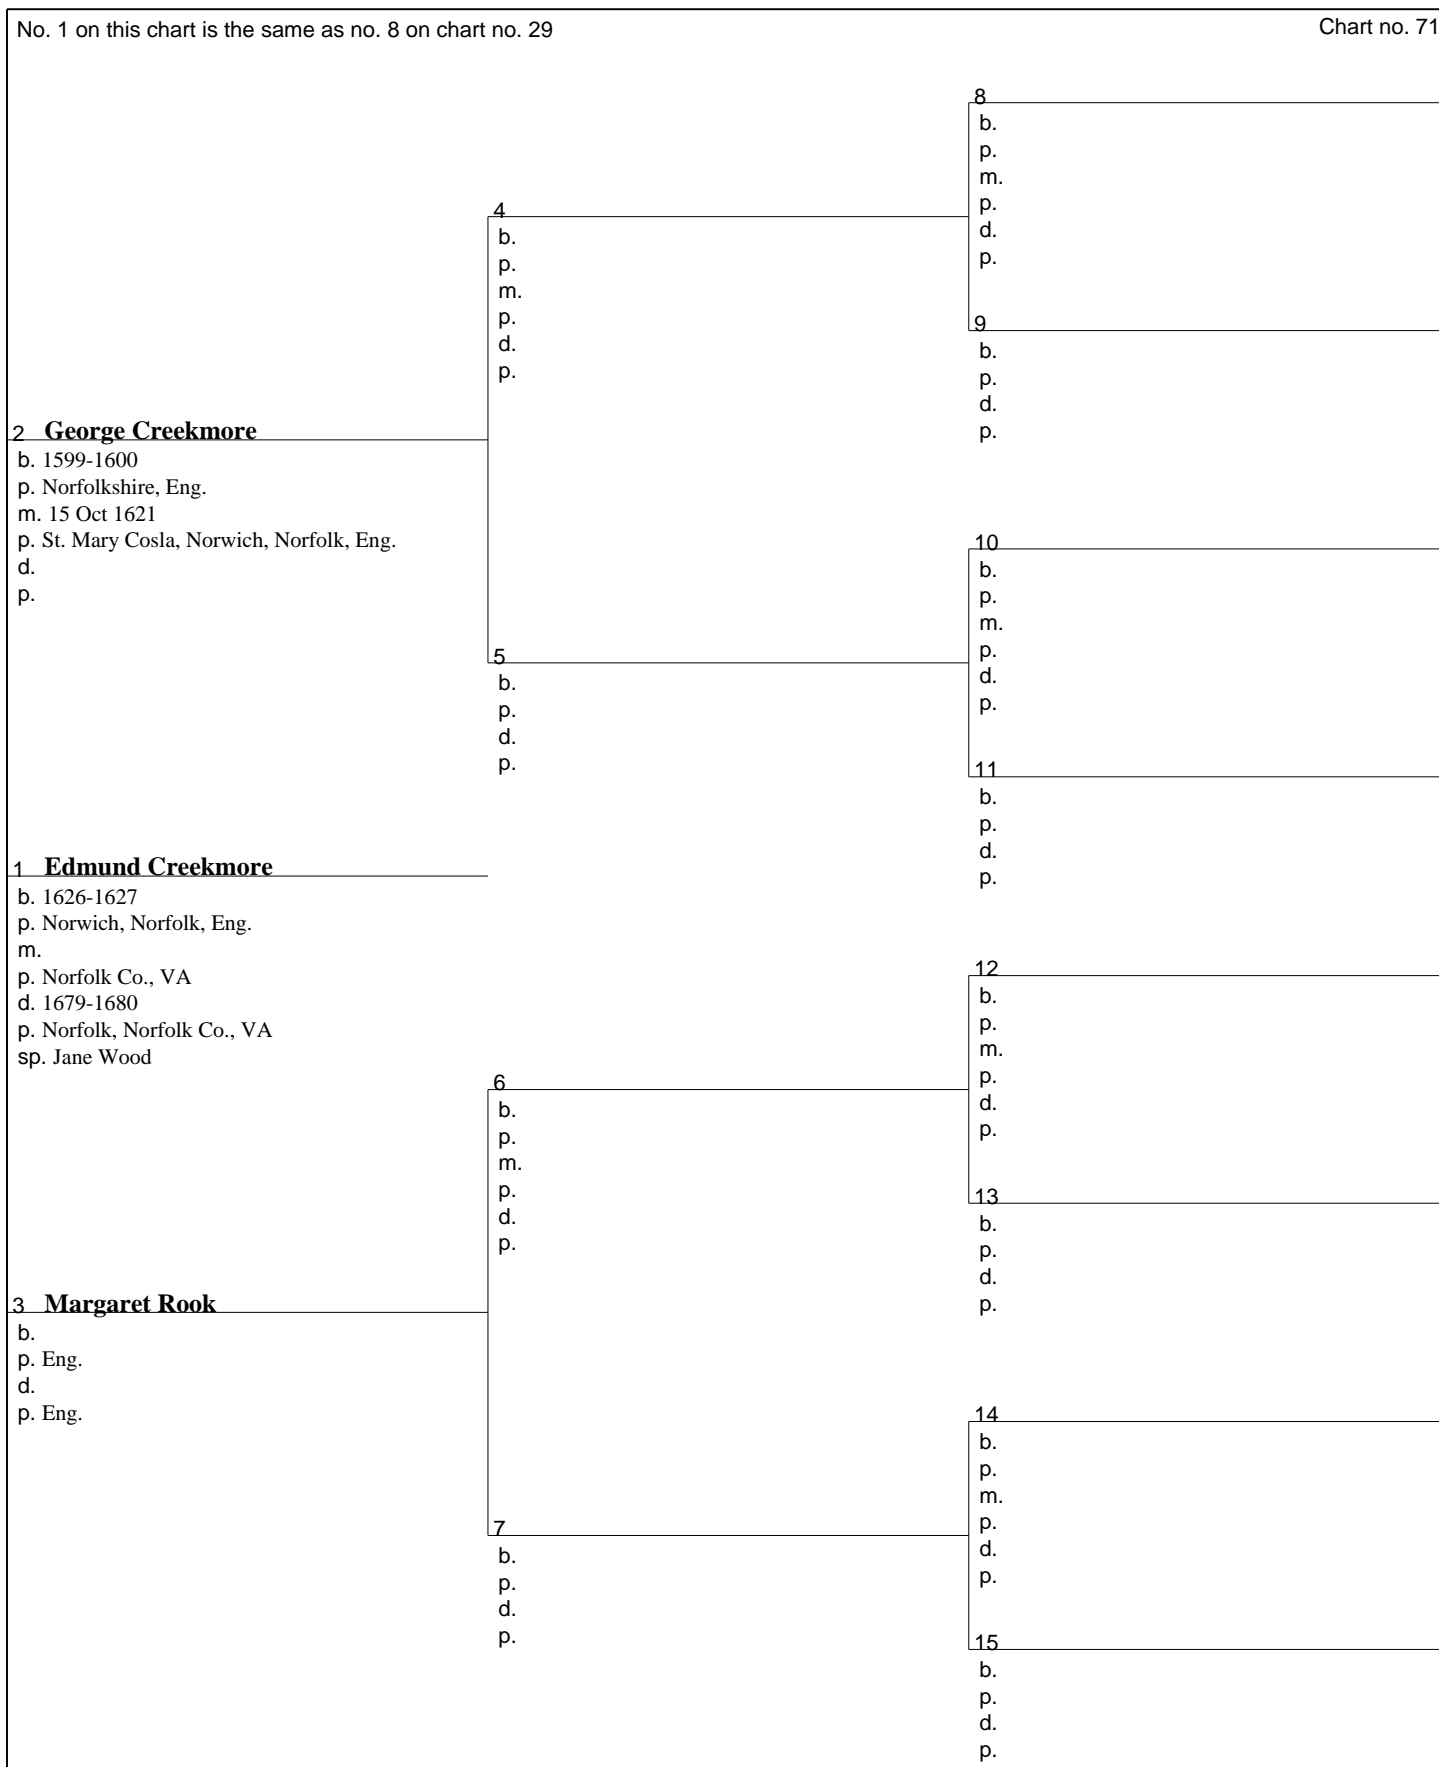 No. 1 on this chart is the same as no. 8 on chart no. 29
Chart no. 71
8
b.
p.
m.
p.
d.
p.
4
b.
p.
m.
p.
d.
p.
9
b.
p.
d.
p.
2 George Creekmore
b. 1599-1600
p. Norfolkshire, Eng.
m. 15 Oct 1621
p. St. Mary Cosla, Norwich, Norfolk, Eng.
d.
p.
10
b.
p.
m.
p.
d.
p.
5
b.
p.
d.
p.
11
b.
p.
d.
p.
1 Edmund Creekmore
b. 1626-1627
p. Norwich, Norfolk, Eng.
m.
p. Norfolk Co., VA
d. 1679-1680
p. Norfolk, Norfolk Co., VA
sp. Jane Wood
12
b.
p.
m.
p.
d.
p.
6
b.
p.
m.
p.
d.
p.
13
b.
p.
d.
p.
3 Margaret Rook
b.
p. Eng.
d.
p. Eng.
14
b.
p.
m.
p.
d.
p.
7
b.
p.
d.
p.
15
b.
p.
d.
p.